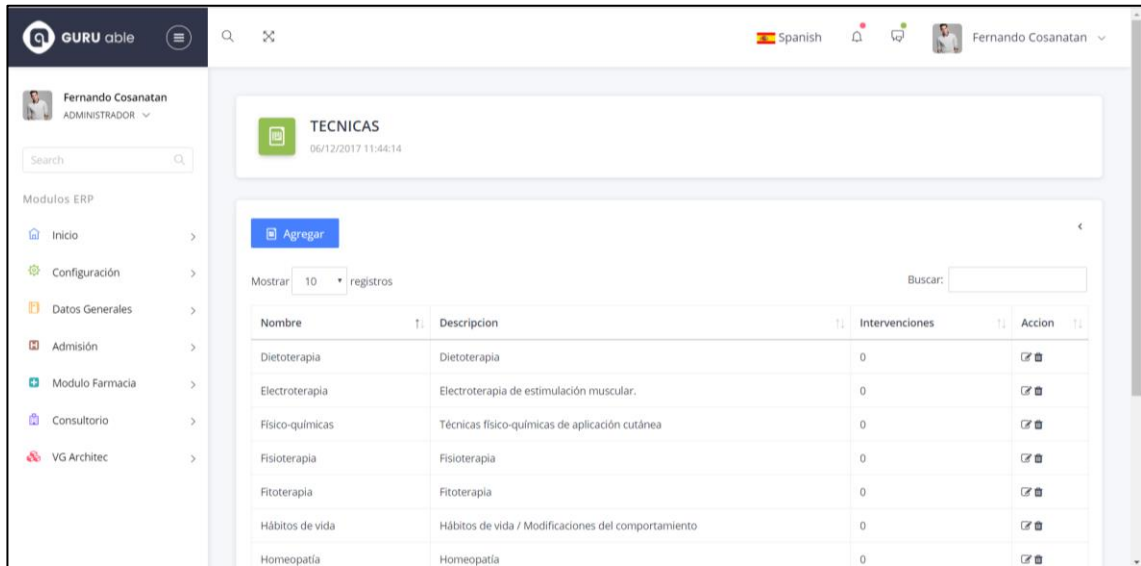 GURU able
Spanish
Fernando Cosanatan
Fernando Cosanatan
ADMINISTRADOR
Search
Modulos ERP
Inicio
Configuración
Datos Generales
Admisión
Modulo Farmacia
Consultorio
VG Architec
TECNICAS
06/12/2017 11:44:14
Agregar
Mostrar 10 registros
Buscar:
Nombre Descripcion Intervenciones Accion
Dietoterapia Dietoterapia 0
Electroterapia Electroterapia de estimulación muscular. 0
Físico-químicas Técnicas físico-químicas de aplicación cutánea 0
Fisioterapia Fisioterapia 0
Fitoterapia Fitoterapia 0
Hábitos de vida Hábitos de vida / Modificaciones del comportamiento 0
Homeopatía Homeopatía 0